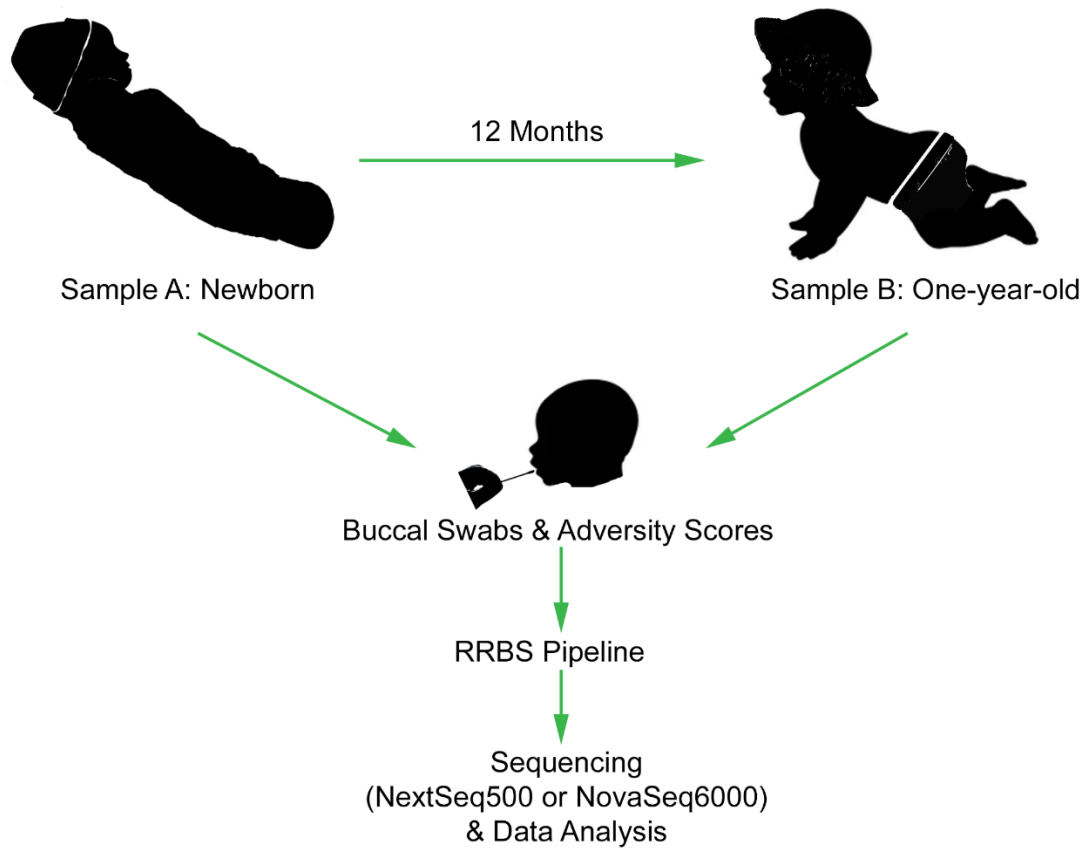 12 Months
Sample A: Newborn
Sample B: One-year-old
Buccal Swabs & Adversity Scores
RRBS Pipeline
Sequencing
(NextSeq500 or NovaSeq6000)
& Data Analysis